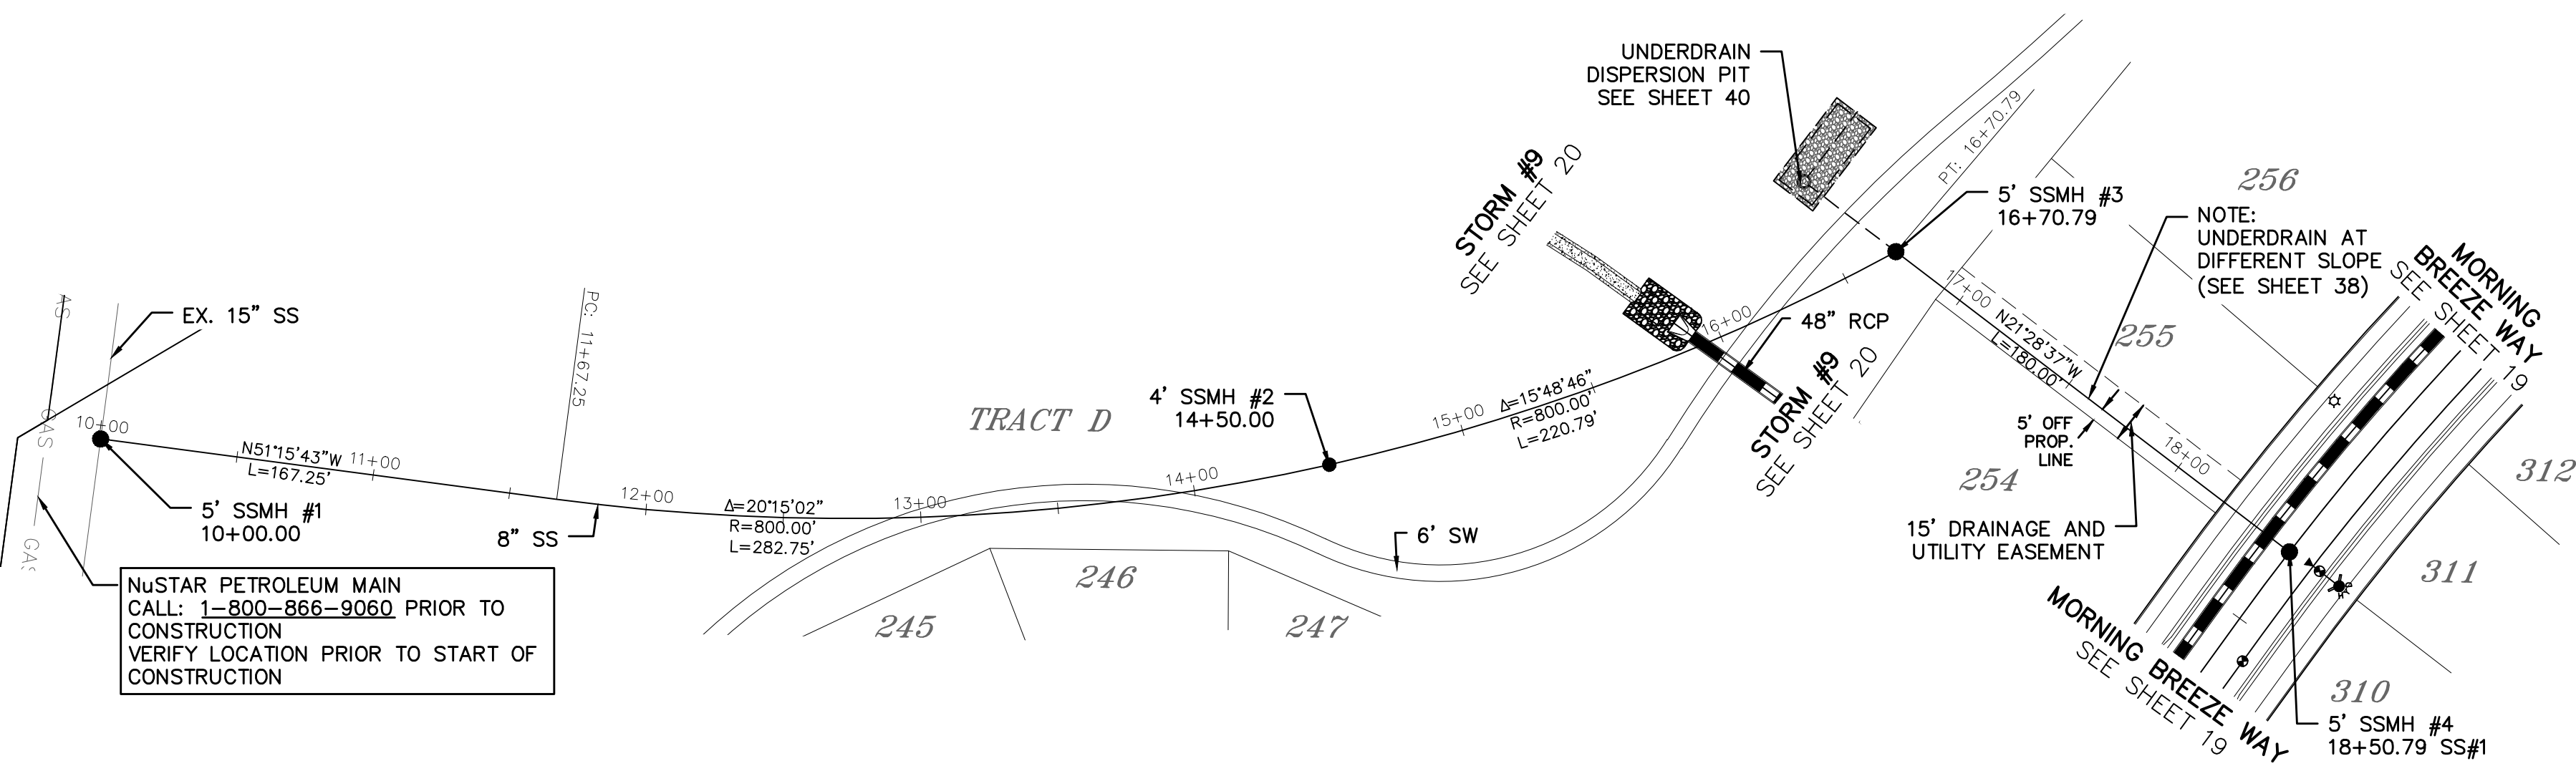 UNDERDRAIN
DISPERSION PIT
SEE SHEET 40
STORM #9
SEE SHEET 20
PT: 16+70.79
5' SSMH #3
16+70.79
256
NOTE:
UNDERDRAIN AT
DIFFERENT SLOPE
(SEE SHEET 38)
MORNING
BREEZE WAY
SEE SHEET 19
EX. 15" SS
AS
GAS
GAS
10+00
N51°15'43"W
L=167.25'
11+00
5' SSMH #1
10+00.00
PC: 11+67.25
8" SS
12+00
Δ=20°15'02"
R=800.00'
L=282.75'
13+00
TRACT D
14+00
4' SSMH #2
14+50.00
15+00
Δ=15°48'46"
R=800.00'
L=220.79'
16+00
48" RCP
STORM #9
SEE SHEET 20
6' SW
17+00
N21°28'37"W
L=180.00'
255
5' OFF
PROP.
LINE
18+00
254
15' DRAINAGE AND
UTILITY EASEMENT
312
311
310
MORNING BREEZE WAY
SEE SHEET 19
5' SSMH #4
18+50.79 SS#1
245
246
247
NuSTAR PETROLEUM MAIN
CALL: 1-800-866-9060 PRIOR TO
CONSTRUCTION
VERIFY LOCATION PRIOR TO START OF
CONSTRUCTION